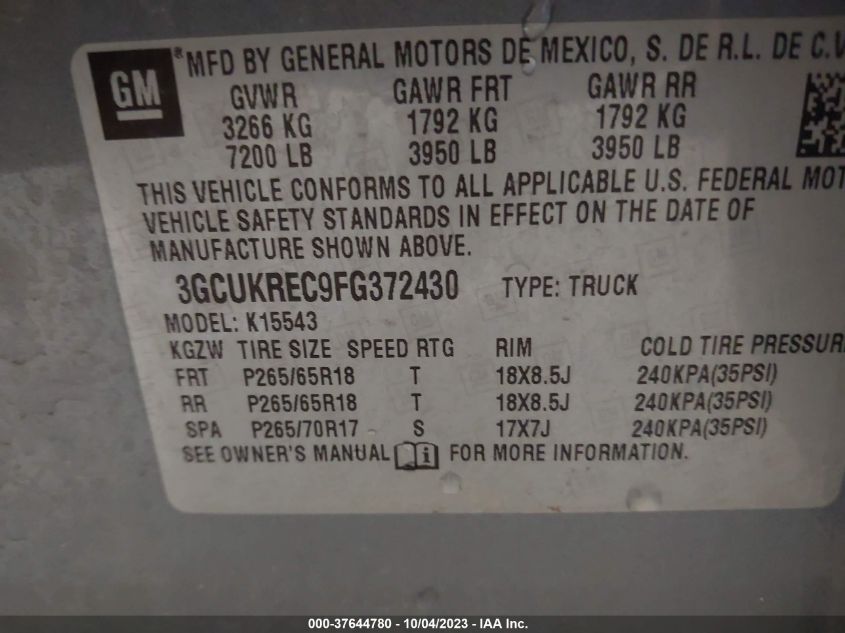 GM ® MFD BY GENERAL MOTORS DE MEXICO, S. DE R.L. DE C.V
GVWR GAWR FRT GAWR RR
3266 KG 1792 KG 1792 KG
7200 LB 3950 LB 3950 LB
THIS VEHICLE CONFORMS TO ALL APPLICABLE U.S. FEDERAL MOT
VEHICLE SAFETY STANDARDS IN EFFECT ON THE DATE OF
MANUFACTURE SHOWN ABOVE.
3GCUKREC9FG372430 TYPE: TRUCK
MODEL: K15543
KGZW TIRE SIZE SPEED RTG RIM COLD TIRE PRESSUR
FRT P265/65R18 T 18X8.5J 240KPA(35PSI)
RR P265/65R18 T 18X8.5J 240KPA(35PSI)
SPA P265/70R17 S 17X7J 240KPA(35PSI)
SEE OWNER'S MANUAL i FOR MORE INFORMATION.
000-37644780 - 10/04/2023 - IAA Inc.